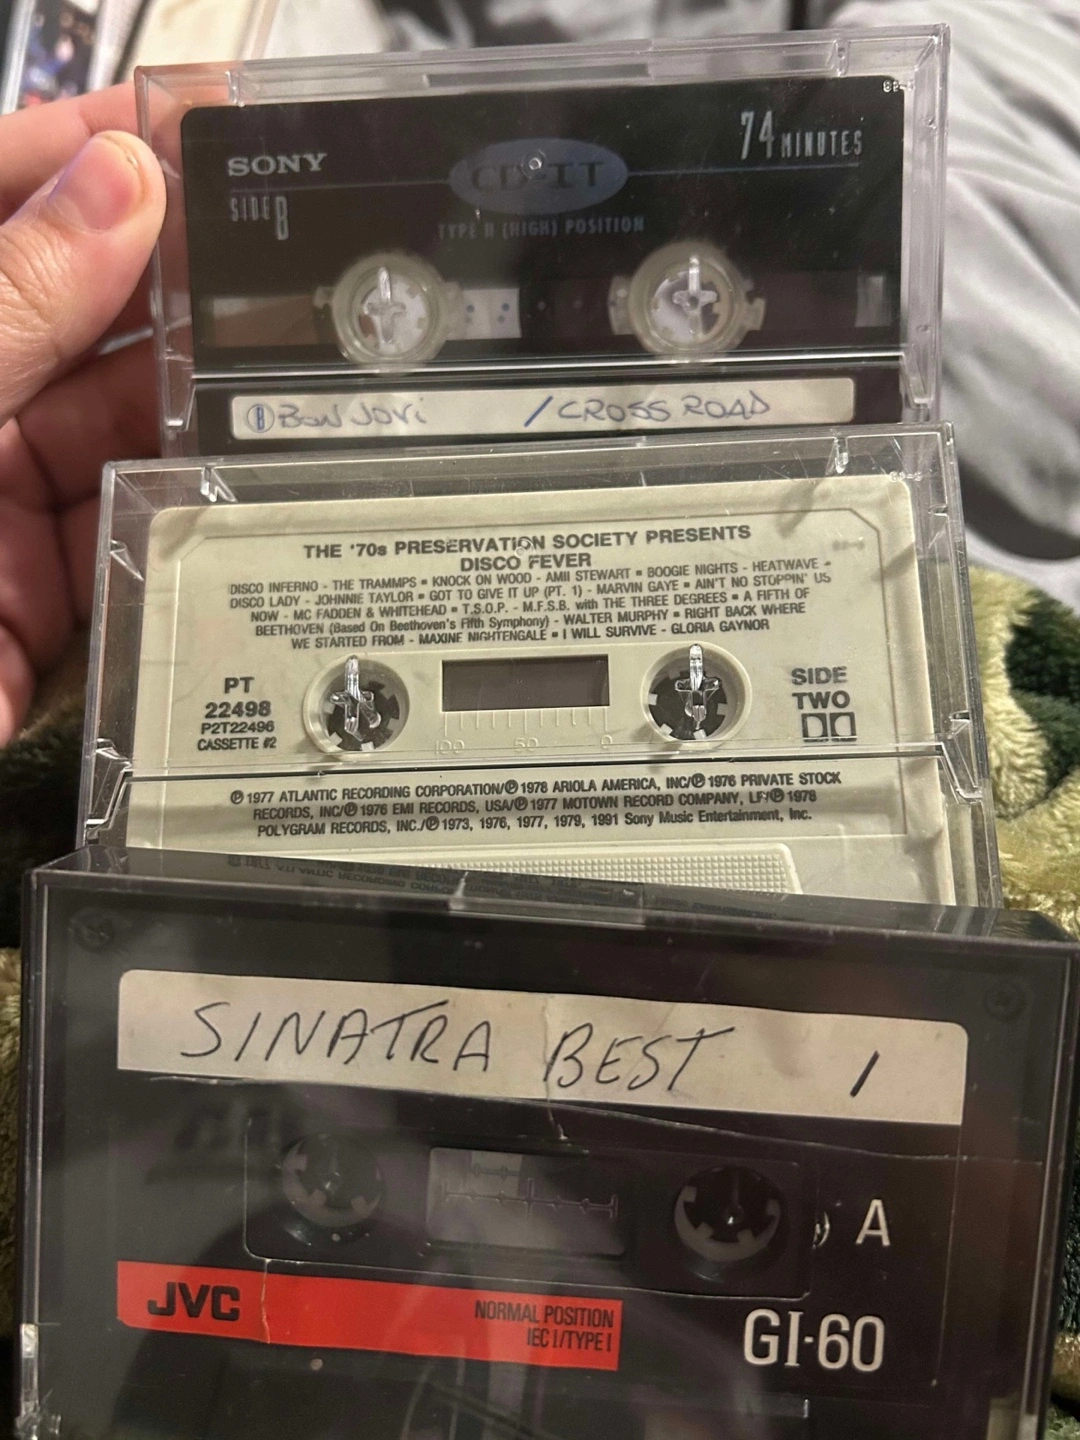 SONY
74 MINUTES
CD-IT
SIDE B
TYPE II (HIGH) POSITION
B BON JOVI / CROSS ROAD
THE '70s PRESERVATION SOCIETY PRESENTS
DISCO FEVER
DISCO INFERNO - THE TRAMMPS ▪ KNOCK ON WOOD - AMII STEWART ▪ BOOGIE NIGHTS - HEATWAVE ▪
DISCO LADY - JOHNNIE TAYLOR ▪ GOT TO GIVE IT UP (PT. 1) - MARVIN GAYE ▪ AIN'T NO STOPPIN' US
NOW - MC FADDEN & WHITEHEAD ▪ T.S.O.P. - M.F.S.B. with THE THREE DEGREES ▪ A FIFTH OF
BEETHOVEN (Based On Beethoven's Fifth Symphony) - WALTER MURPHY ▪ RIGHT BACK WHERE
WE STARTED FROM - MAXINE NIGHTENGALE ▪ I WILL SURVIVE - GLORIA GAYNOR
PT
22498
P2T22496
CASSETTE #2
SIDE
TWO
100 50 0
℗ 1977 ATLANTIC RECORDING CORPORATION/℗ 1978 ARIOLA AMERICA, INC/℗ 1976 PRIVATE STOCK
RECORDS, INC/℗ 1976 EMI RECORDS, USA/℗ 1977 MOTOWN RECORD COMPANY, LP/℗ 1978
POLYGRAM RECORDS, INC./℗ 1973, 1976, 1977, 1979, 1991 Sony Music Entertainment, Inc.
SINATRA BEST 1
A
JVC
NORMAL POSITION
IEC I/TYPE I
GI-60